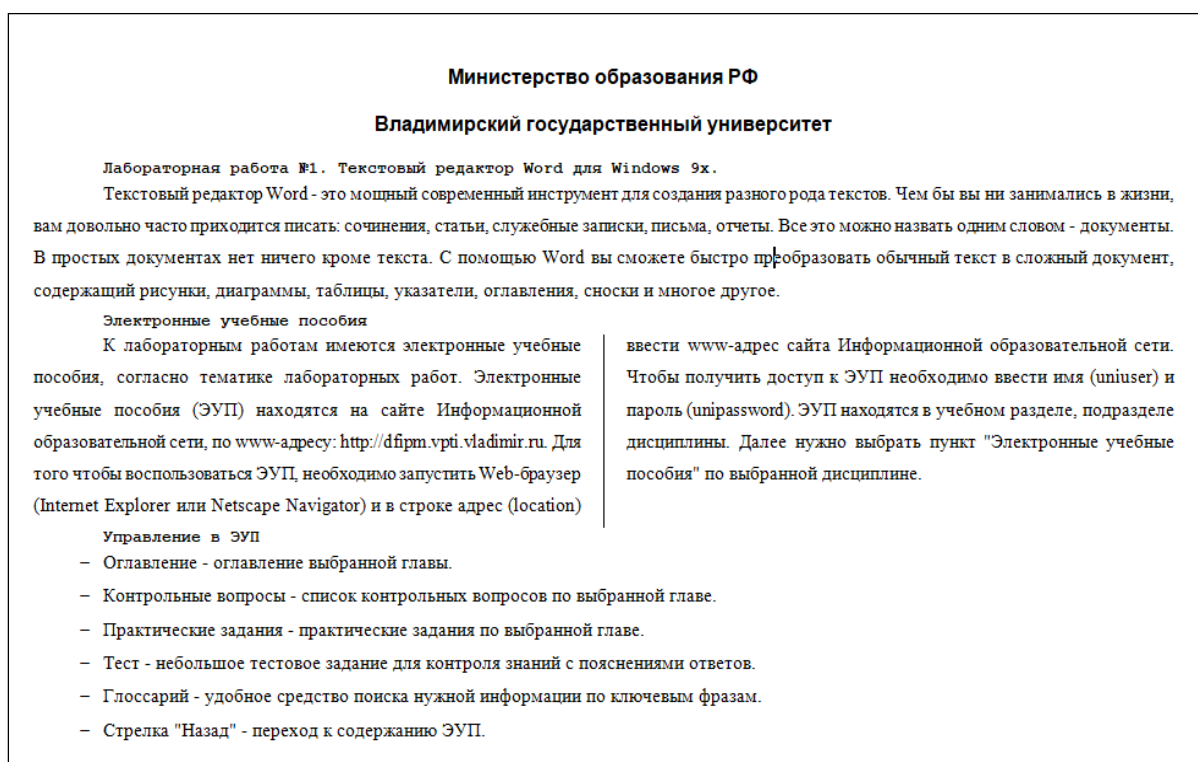 Министерство образования РФ
Владимирский государственный университет
Лабораторная работа №1. Текстовый редактор Word для Windows 9x.
Текстовый редактор Word - это мощный современный инструмент для создания разного рода текстов. Чем бы вы ни занимались в жизни,
вам довольно часто приходится писать: сочинения, статьи, служебные записки, письма, отчеты. Все это можно назвать одним словом - документы.
В простых документах нет ничего кроме текста. С помощью Word вы сможете быстро преобразовать обычный текст в сложный документ,
содержащий рисунки, диаграммы, таблицы, указатели, оглавления, сноски и многое другое.
Электронные учебные пособия
К лабораторным работам имеются электронные учебные
пособия, согласно тематике лабораторных работ. Электронные
учебные пособия (ЭУП) находятся на сайте Информационной
образовательной сети, по www-адресу: http://dfipm.vpti.vladimir.ru. Для
того чтобы воспользоваться ЭУП, необходимо запустить Web-браузер
(Internet Explorer или Netscape Navigator) и в строке адрес (location)
ввести www-адрес сайта Информационной образовательной сети.
Чтобы получить доступ к ЭУП необходимо ввести имя (uniuser) и
пароль (unipassword). ЭУП находятся в учебном разделе, подразделе
дисциплины. Далее нужно выбрать пункт "Электронные учебные
пособия" по выбранной дисциплине.
Управление в ЭУП
– Оглавление - оглавление выбранной главы.
– Контрольные вопросы - список контрольных вопросов по выбранной главе.
– Практические задания - практические задания по выбранной главе.
– Тест - небольшое тестовое задание для контроля знаний с пояснениями ответов.
– Глоссарий - удобное средство поиска нужной информации по ключевым фразам.
– Стрелка "Назад" - переход к содержанию ЭУП.